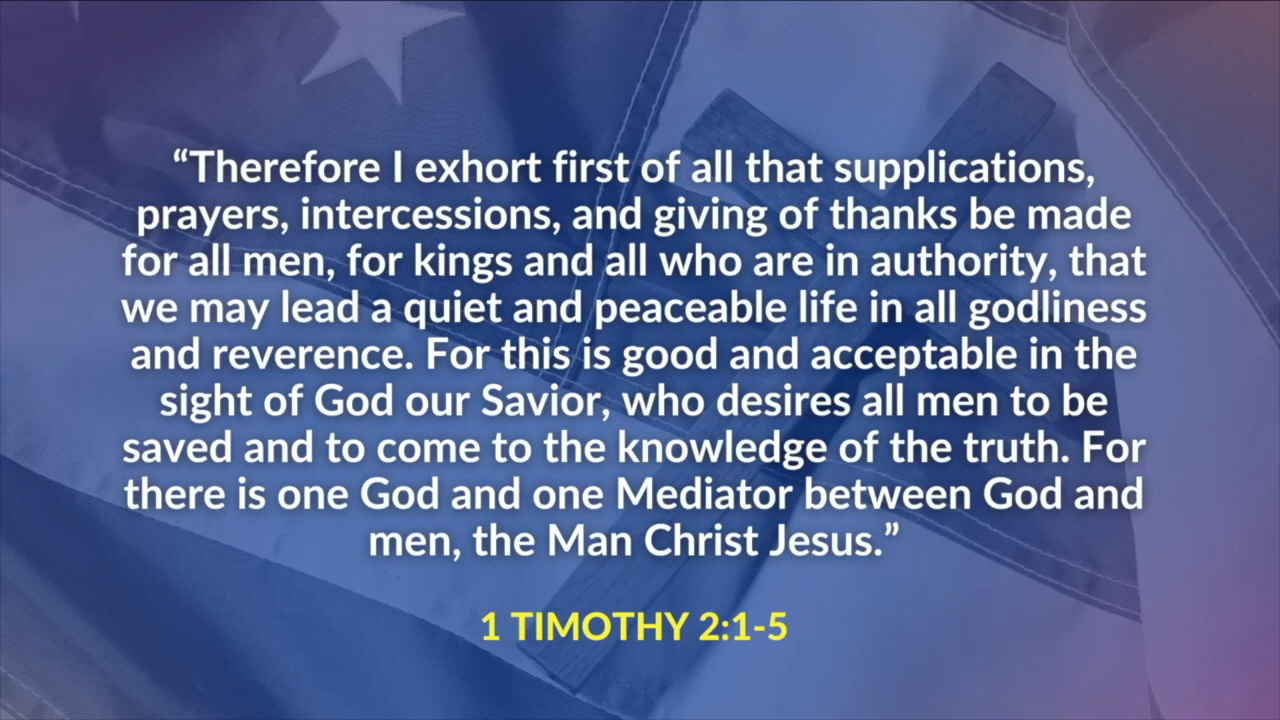 “Therefore I exhort first of all that supplications,
prayers, intercessions, and giving of thanks be made
for all men, for kings and all who are in authority, that
we may lead a quiet and peaceable life in all godliness
and reverence. For this is good and acceptable in the
sight of God our Savior, who desires all men to be
saved and to come to the knowledge of the truth. For
there is one God and one Mediator between God and
men, the Man Christ Jesus.”
1 TIMOTHY 2:1-5